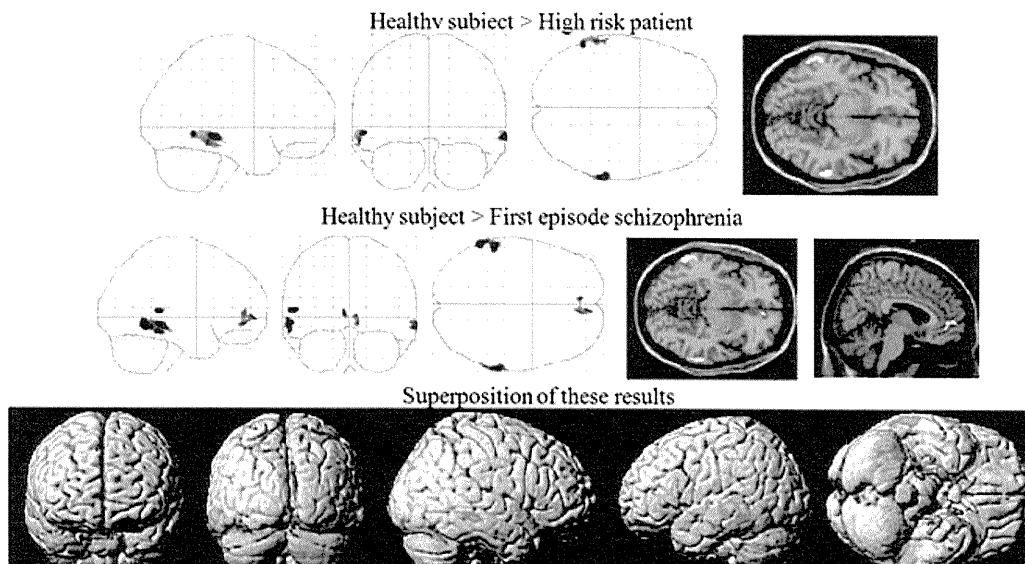 Healthy subject > High risk patient
Healthy subject > First episode schizophrenia
Superposition of these results